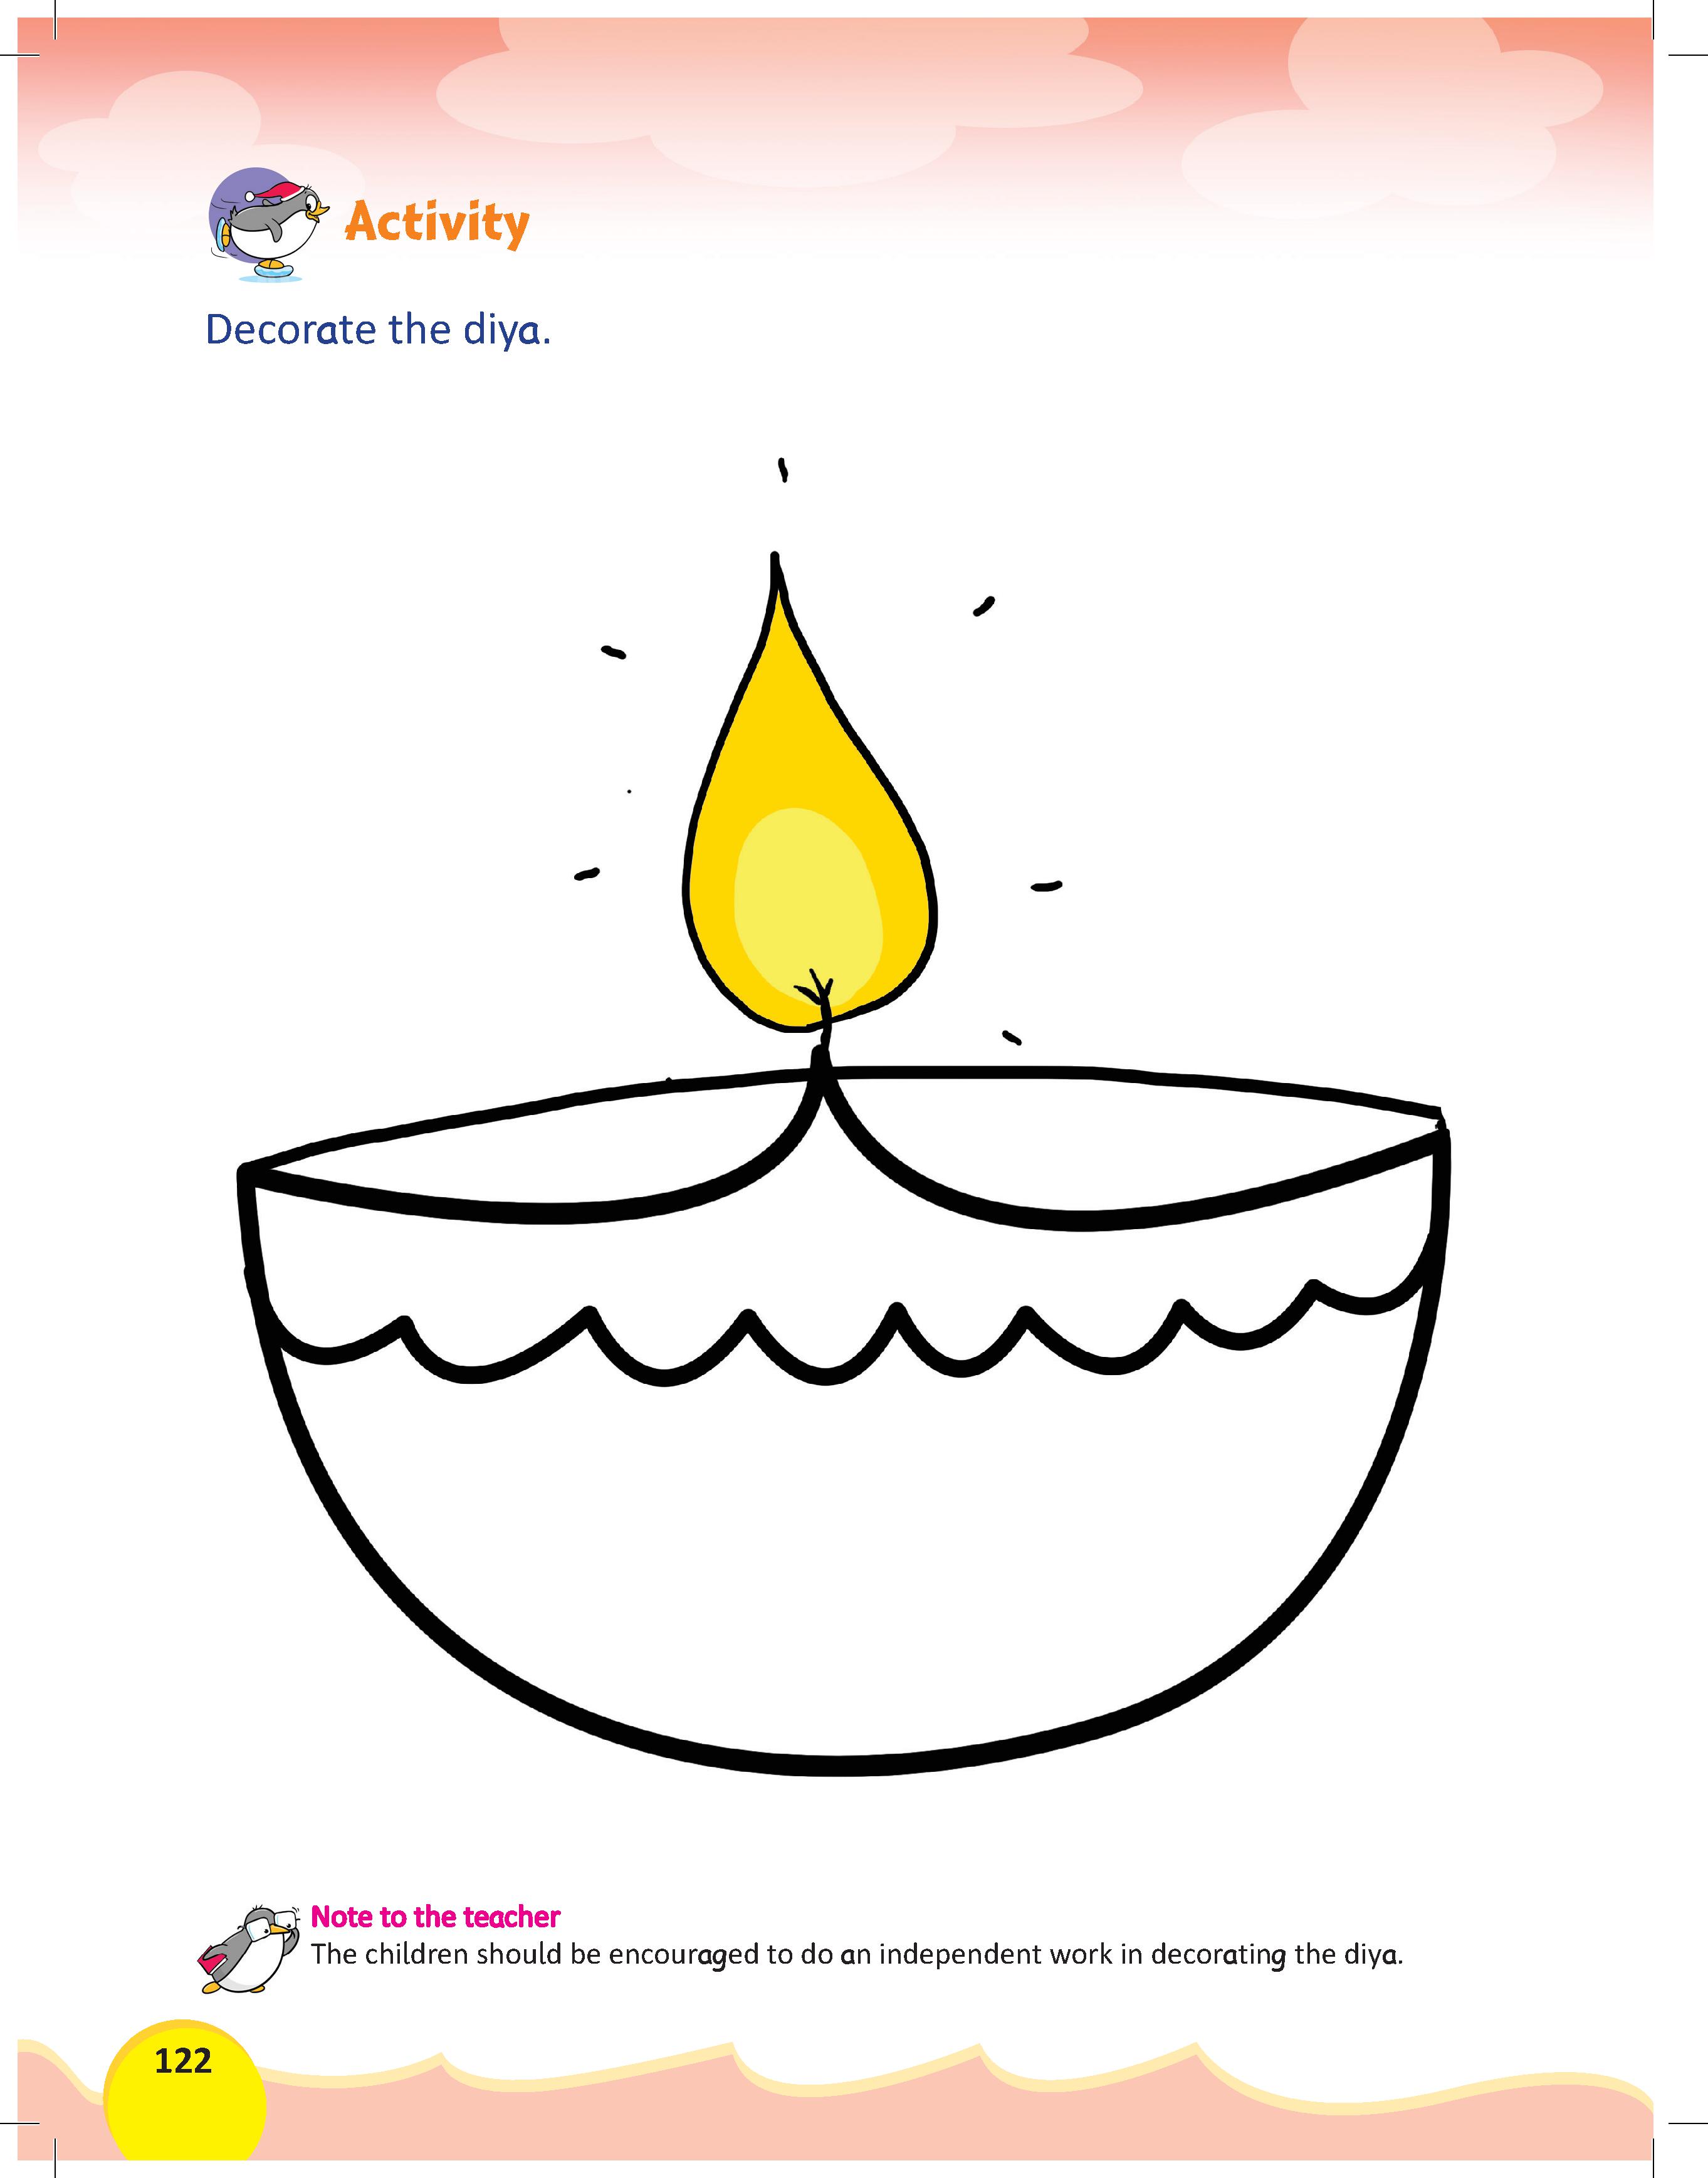 Activity
Decorate the diya.
Note to the teacher
The children should be encouraged to do an independent work in decorating the diya.
122